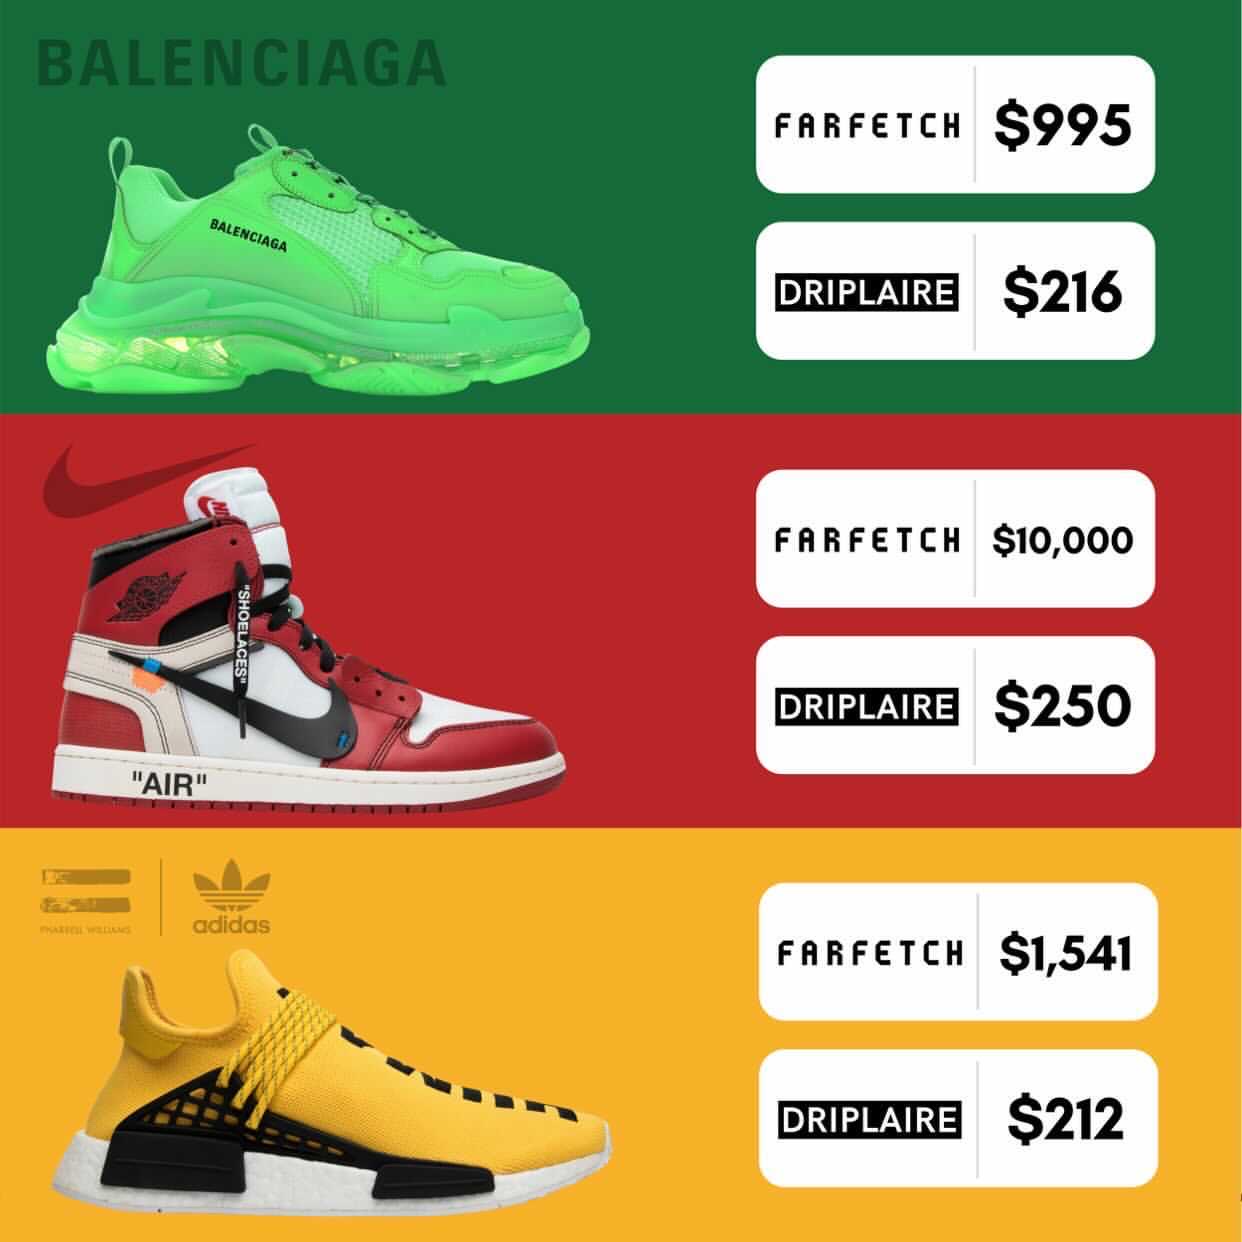 BALENCIAGA
BALENCIAGA
FARFETCH $995
DRIPLAIRE $216
"SHOELACES"
"AIR"
FARFETCH $10,000
DRIPLAIRE $250
PHARRELL WILLIAMS
adidas
FARFETCH $1,541
DRIPLAIRE $212